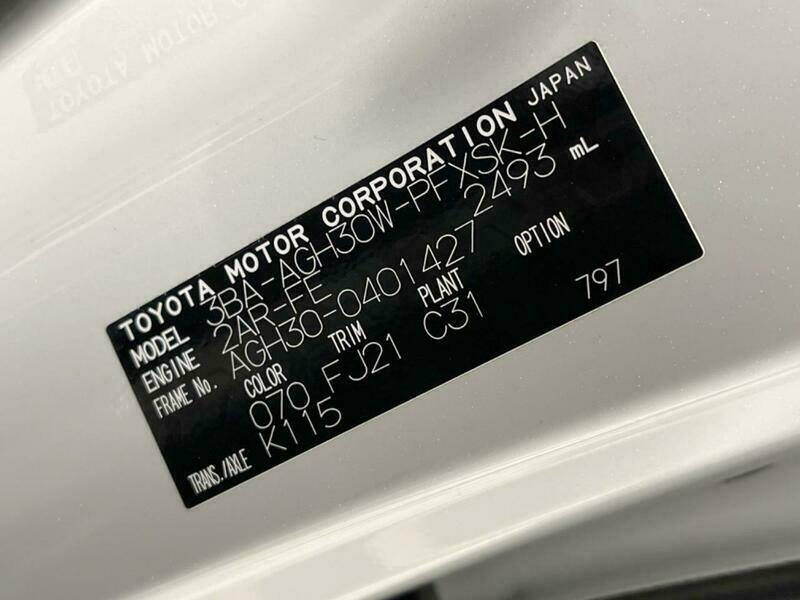 TOYOTA MOTOR CORPORATION JAPAN
MODEL 3BA-AGH30W-PFXSK-H
ENGINE 2AR-FE 2493 mL
FRAME No. AGH30-0401427
COLOR TRIM PLANT OPTION
070 FJ21 C31 797
TRANS./AXLE K115